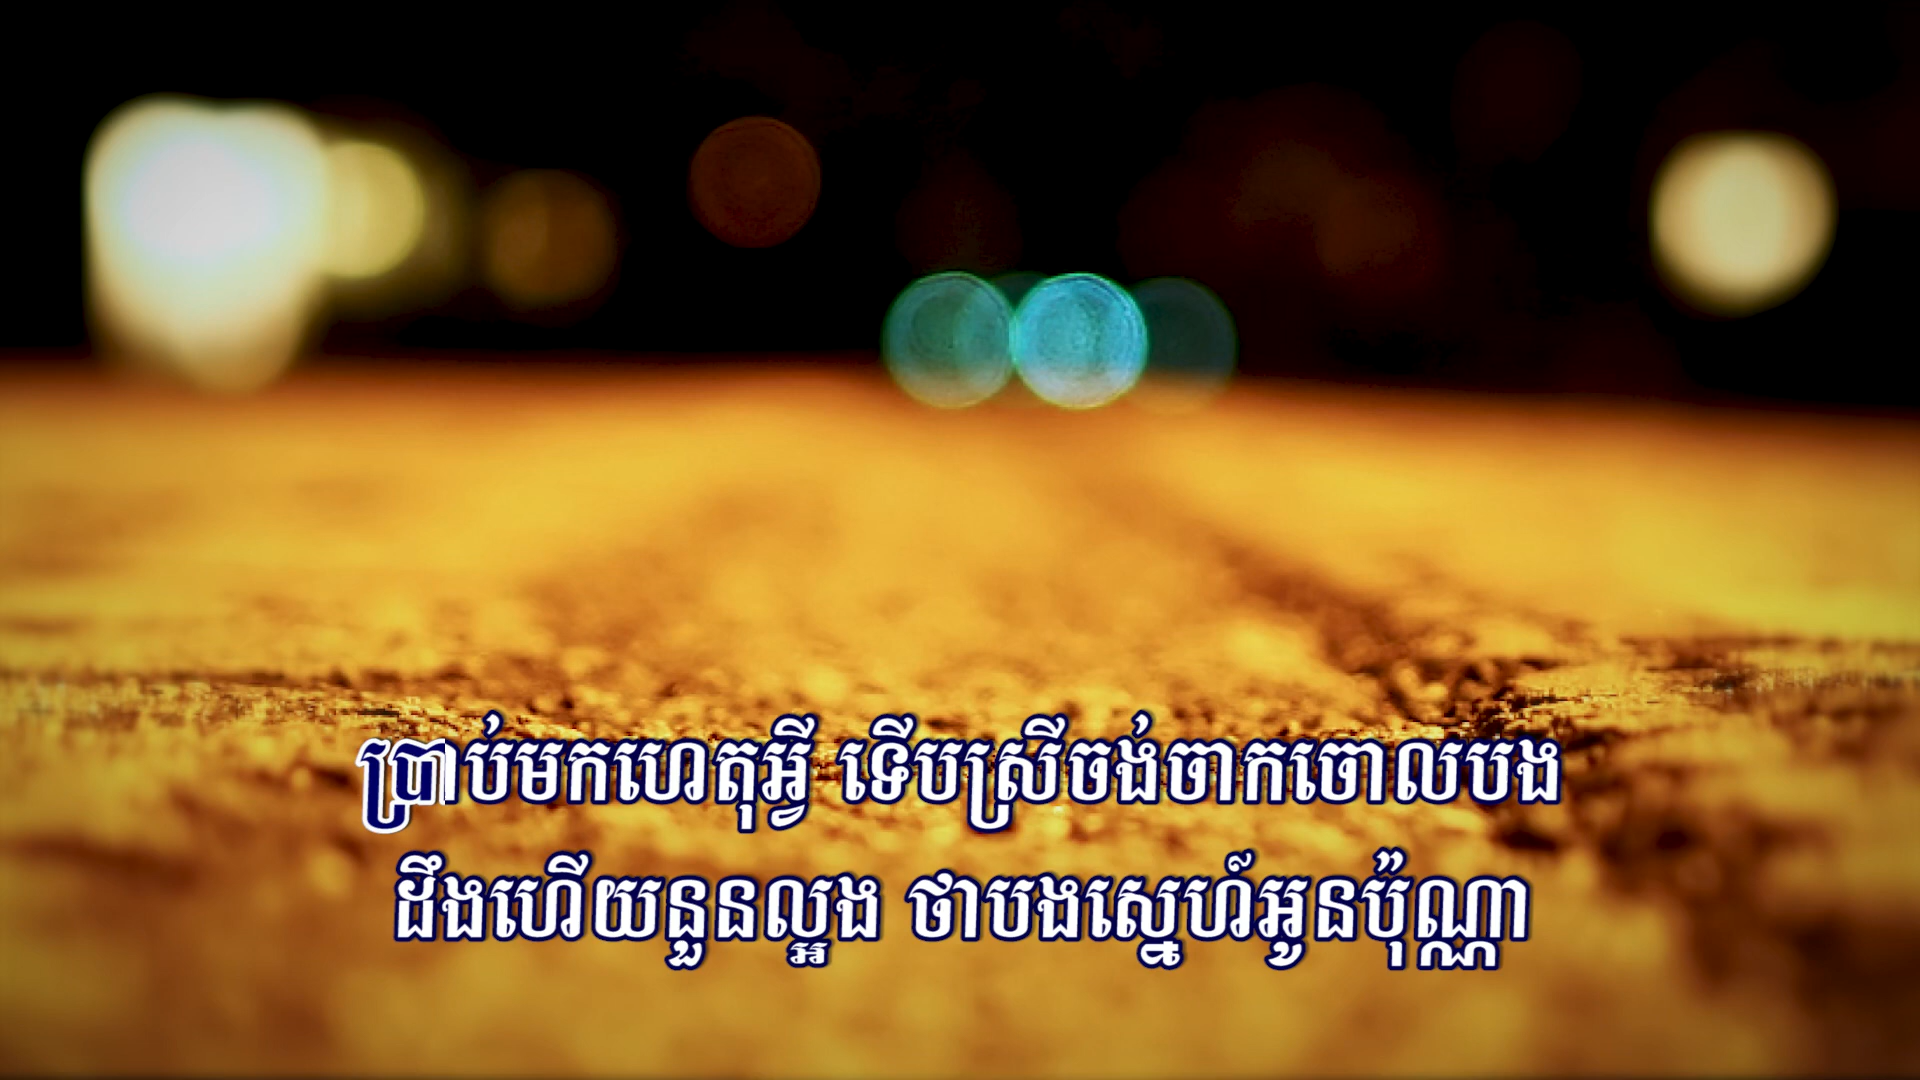 ប្រាប់មកហេតុអ្វី ទើបស្រីចង់ចាកចោលបង
ដឹងហើយនួនល្អង ថាបងស្នេហ៍អូនប៉ុណ្ណា